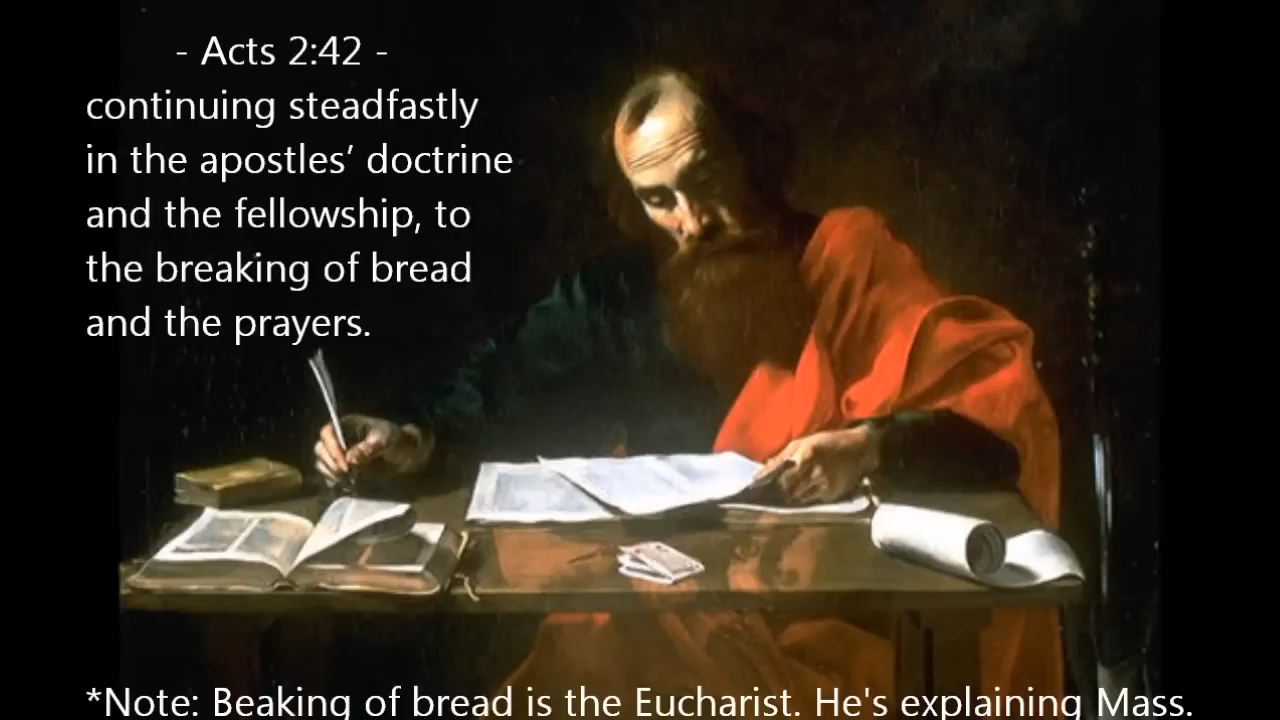 - Acts 2:42 -
continuing steadfastly
in the apostles’ doctrine
and the fellowship, to
the breaking of bread
and the prayers.
*Note: Beaking of bread is the Eucharist. He's explaining Mass.